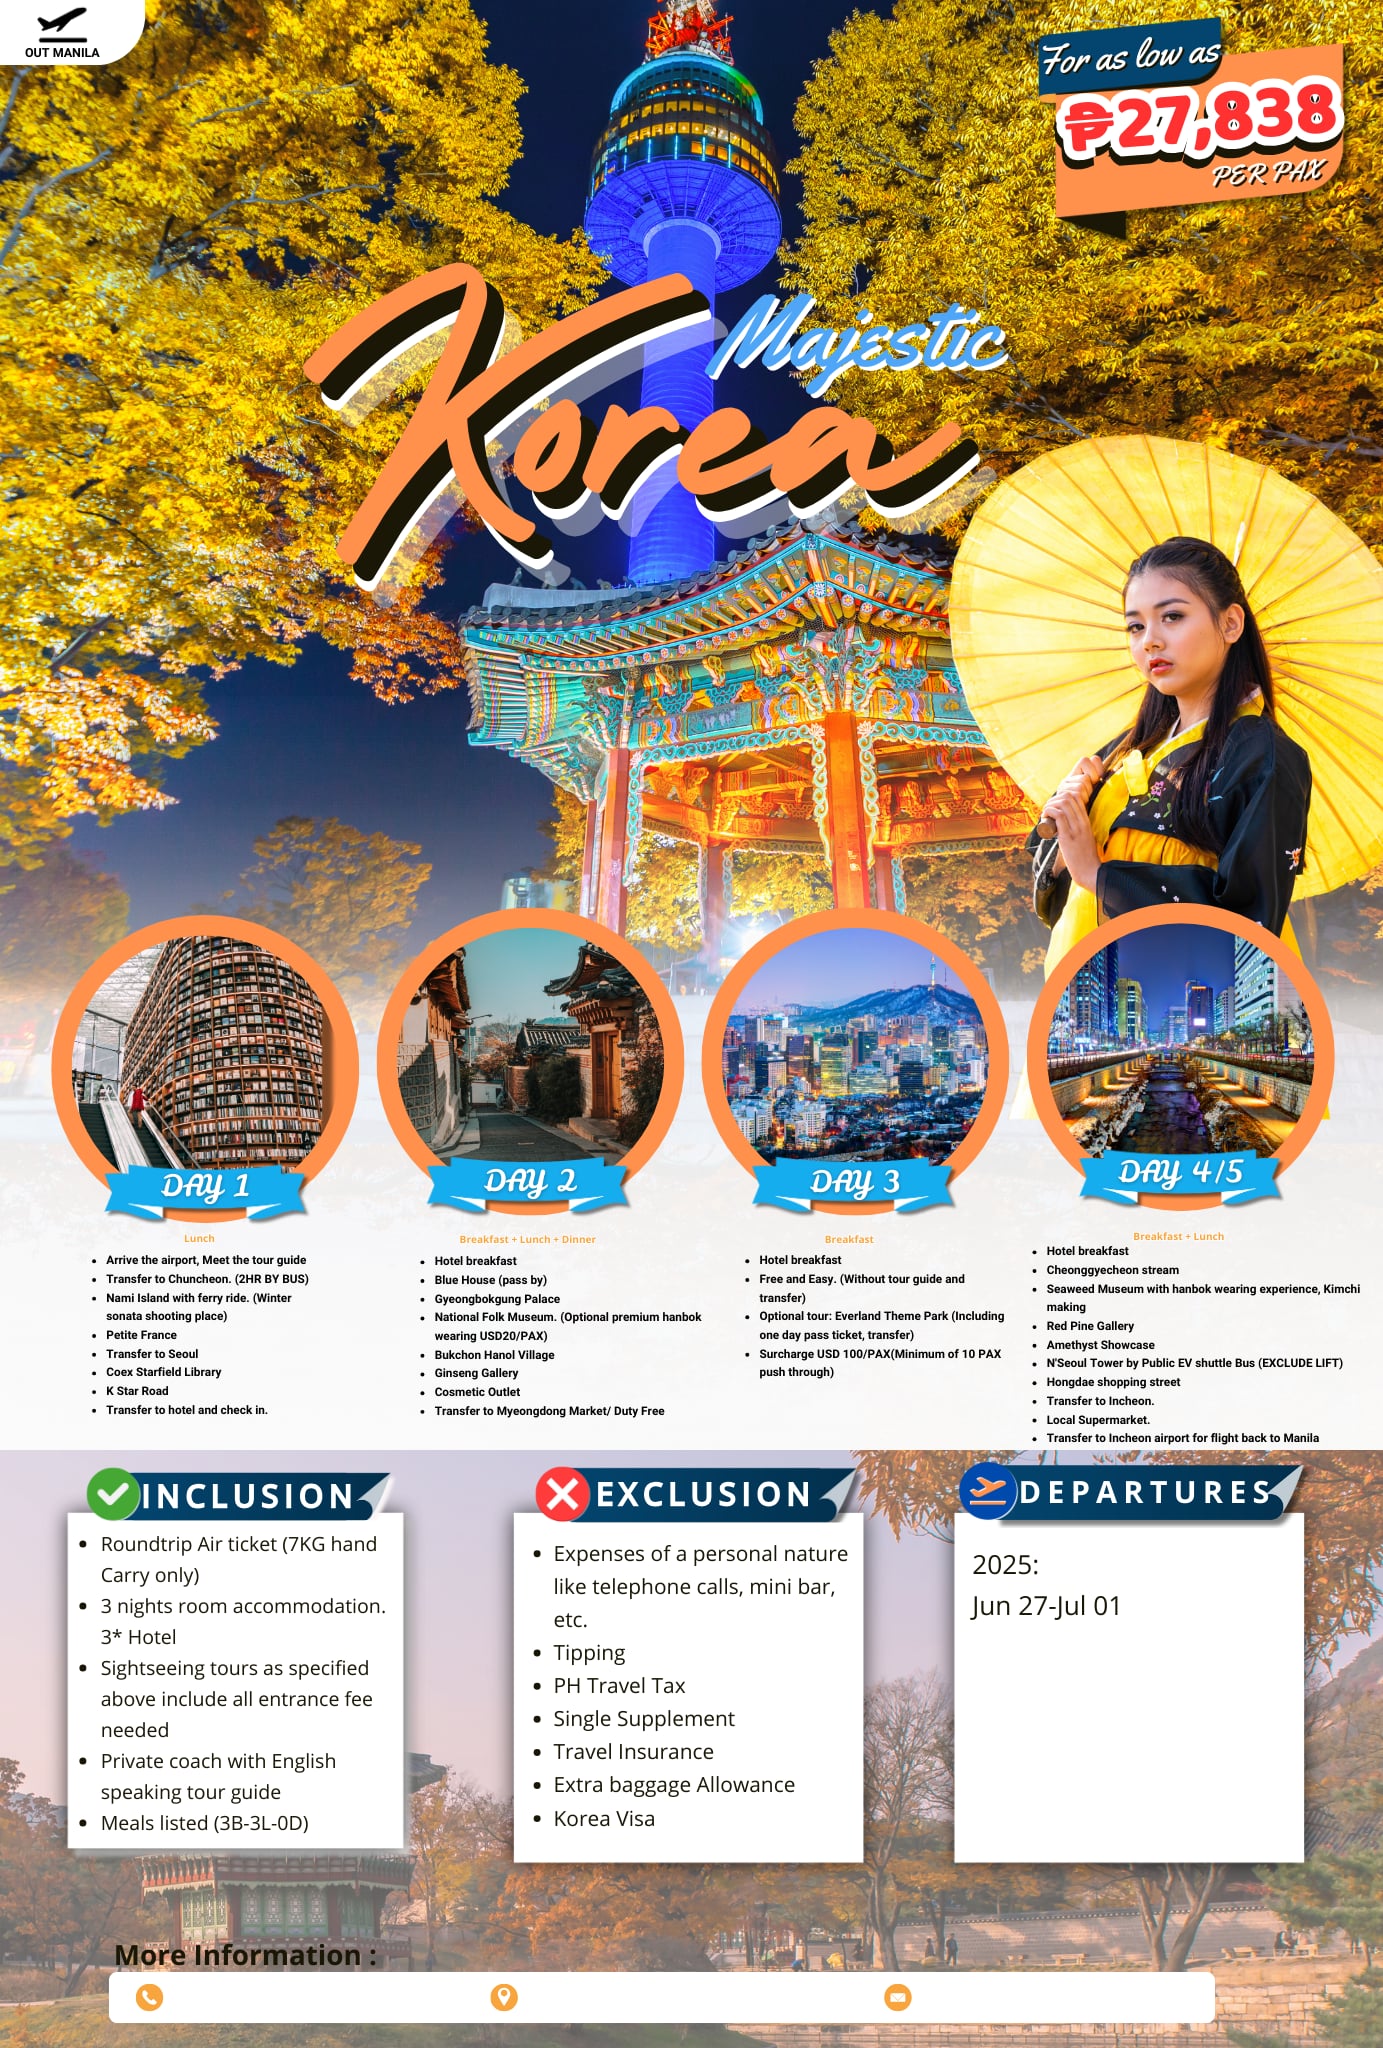 OUT MANILA
For as low as
₱27,838
PER PAX
Majestic
Korea
DAY 1
Lunch
• Arrive the airport, Meet the tour guide
• Transfer to Chuncheon. (2HR BY BUS)
• Nami Island with ferry ride. (Winter
sonata shooting place)
• Petite France
• Transfer to Seoul
• Coex Starfield Library
• K Star Road
• Transfer to hotel and check in.
DAY 2
Breakfast + Lunch + Dinner
• Hotel breakfast
• Blue House (pass by)
• Gyeongbokgung Palace
• National Folk Museum. (Optional premium hanbok
wearing USD20/PAX)
• Bukchon Hanol Village
• Ginseng Gallery
• Cosmetic Outlet
• Transfer to Myeongdong Market/ Duty Free
DAY 3
Breakfast
• Hotel breakfast
• Free and Easy. (Without tour guide and
transfer)
• Optional tour: Everland Theme Park (Including
one day pass ticket, transfer)
• Surcharge USD 100/PAX(Minimum of 10 PAX
push through)
DAY 4/5
Breakfast + Lunch
• Hotel breakfast
• Cheonggyecheon stream
• Seaweed Museum with hanbok wearing experience, Kimchi
making
• Red Pine Gallery
• Amethyst Showcase
• N'Seoul Tower by Public EV shuttle Bus (EXCLUDE LIFT)
• Hongdae shopping street
• Transfer to Incheon.
• Local Supermarket.
• Transfer to Incheon airport for flight back to Manila
INCLUSION
• Roundtrip Air ticket (7KG hand
Carry only)
• 3 nights room accommodation.
3* Hotel
• Sightseeing tours as specified
above include all entrance fee
needed
• Private coach with English
speaking tour guide
• Meals listed (3B-3L-0D)
EXCLUSION
• Expenses of a personal nature
like telephone calls, mini bar,
etc.
• Tipping
• PH Travel Tax
• Single Supplement
• Travel Insurance
• Extra baggage Allowance
• Korea Visa
DEPARTURES
2025:
Jun 27-Jul 01
More Information :